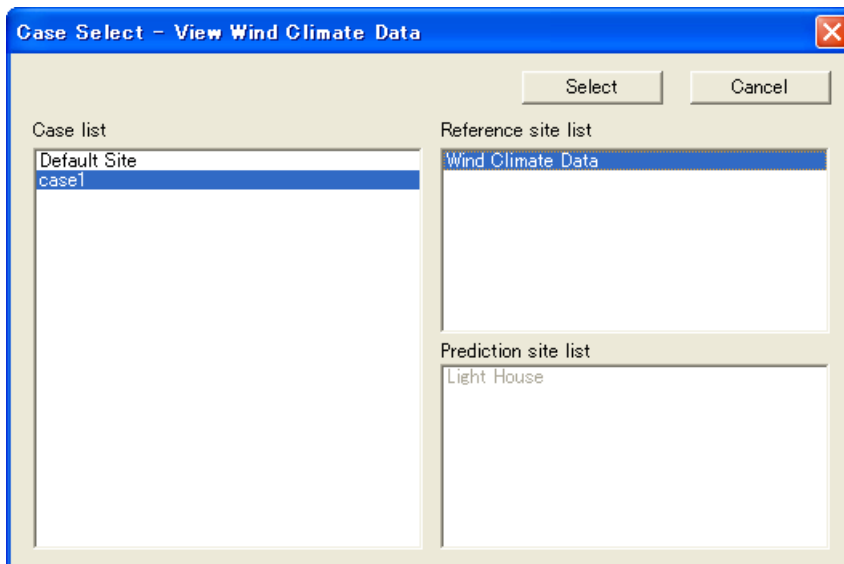 Case Select - View Wind Climate Data
Select
Cancel
Case list
Default Site
case1
Reference site list
Wind Climate Data
Prediction site list
Light House